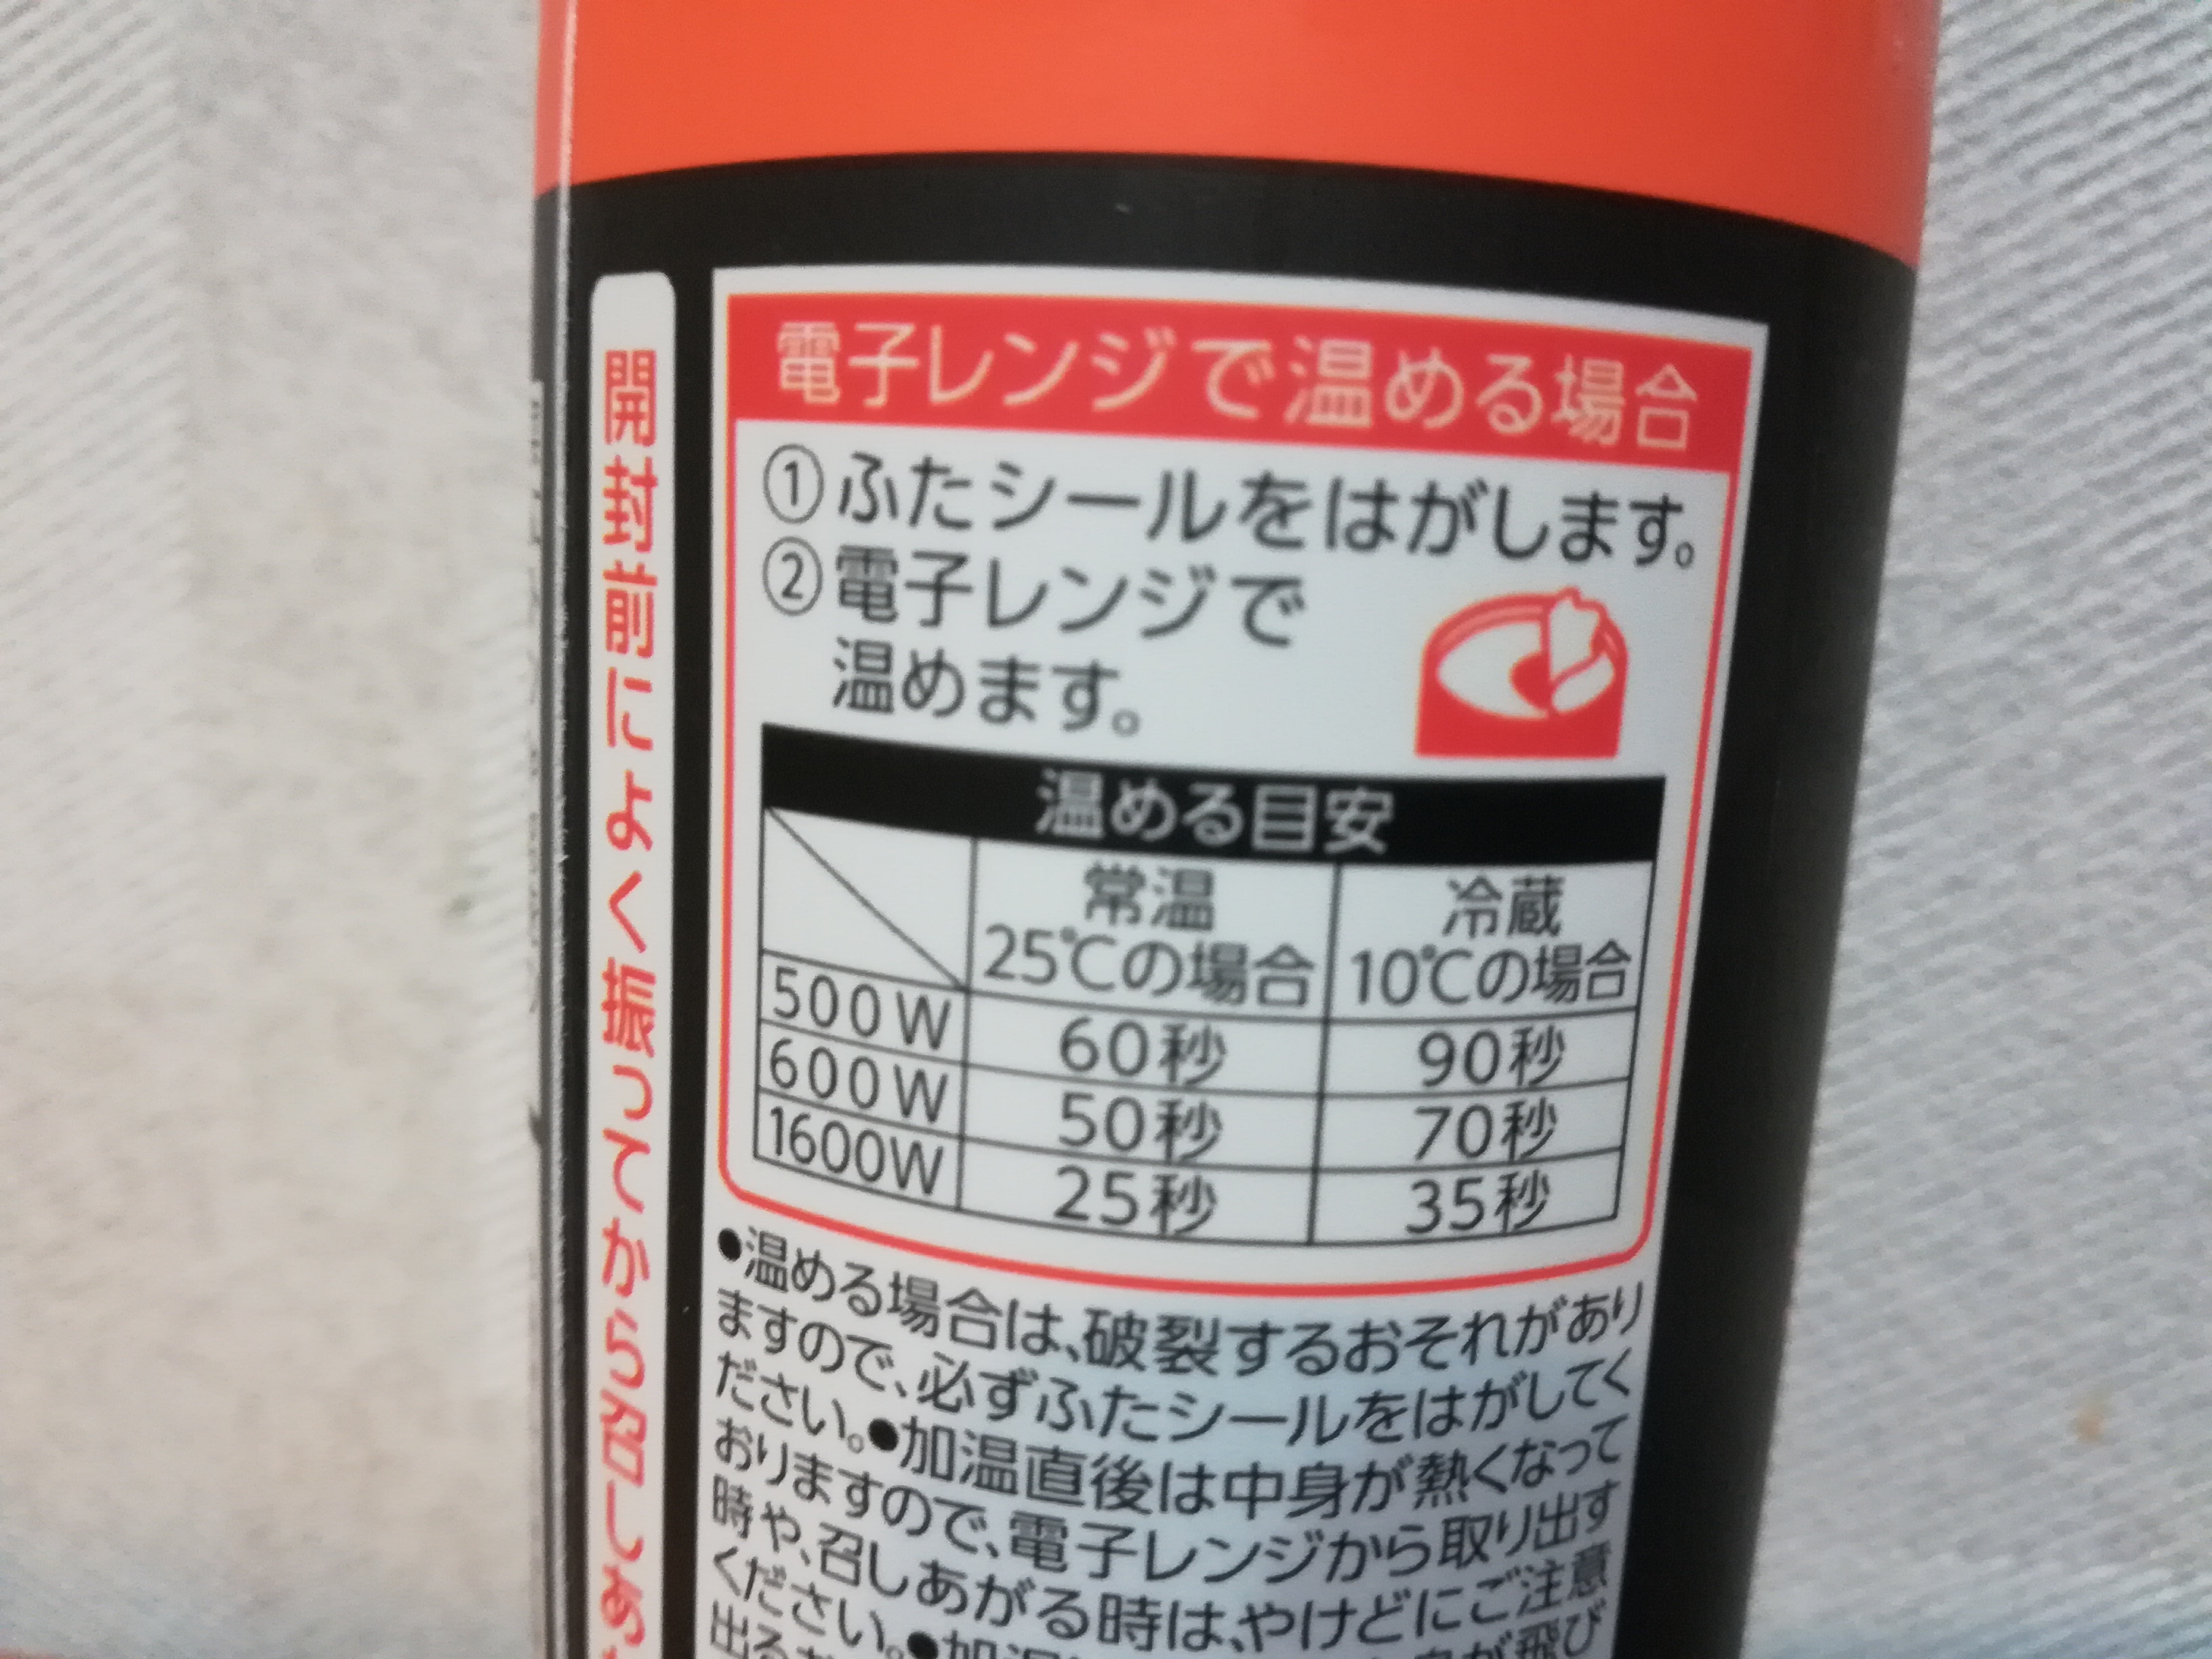 開封前によく振ってから召しあ
電子レンジで温める場合
①ふたシールをはがします。
②電子レンジで
温めます。
温める目安
常温 冷蔵
25℃の場合 10℃の場合
500W 60秒 90秒
600W 50秒 70秒
1600W 25秒 35秒
●温める場合は、破裂するおそれがあり
ますので、必ずふたシールをはがしてく
ださい。●加温直後は中身が熱くなって
おりますので、電子レンジから取り出す
時や、召しあがる時は、やけどにご注意
ください。●加温
出る が飛び